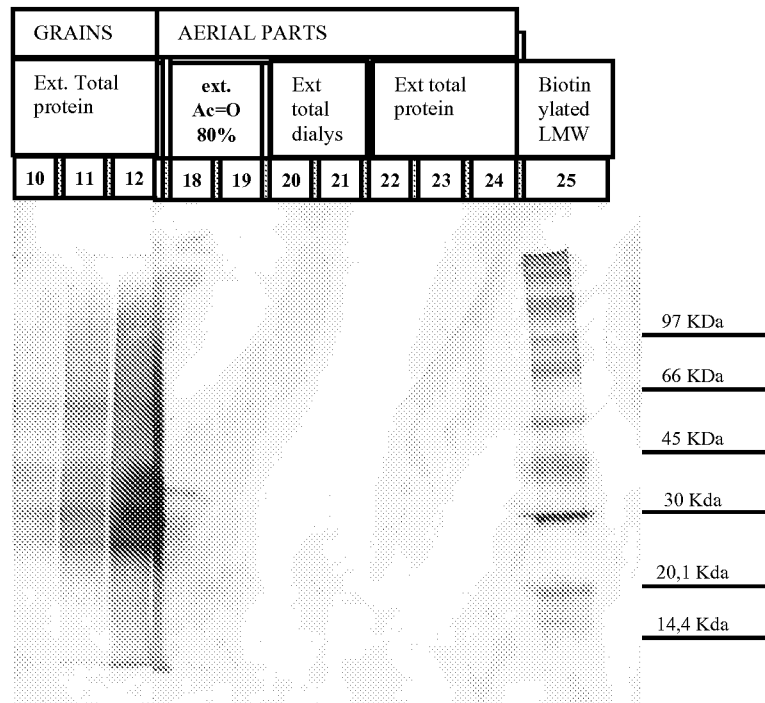 GRAINS
AERIAL PARTS
Ext. Total
protein
ext.
Ac=O
80%
Ext
total
dialys
Ext total
protein
Biotin
ylated
LMW
10 11 12 18 19 20 21 22 23 24 25
97 KDa
66 KDa
45 KDa
30 Kda
20,1 Kda
14,4 Kda